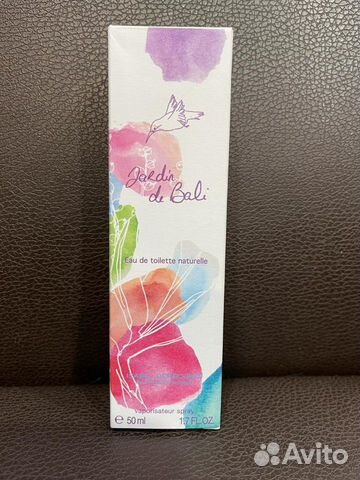 Jardin
de Bali
Eau de toilette naturelle
Vaporisateur spray
e 50 ml 1.7 FL.OZ
Avito